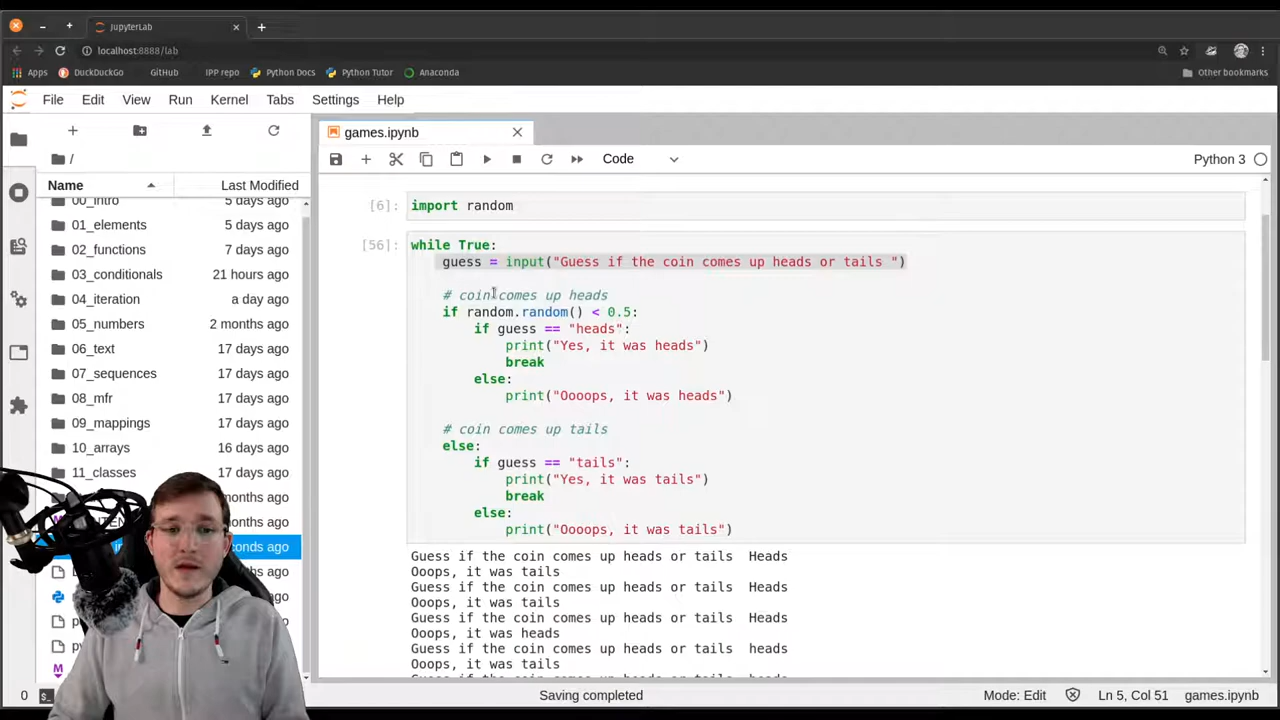 JupyterLab
localhost:8888/lab
Apps DuckDuckGo GitHub IPP repo Python Docs Python Tutor Anaconda Other bookmarks
File Edit View Run Kernel Tabs Settings Help
games.ipynb
/
Code Python 3
Name Last Modified
00_intro 5 days ago
01_elements 5 days ago
02_functions 7 days ago
03_conditionals 21 hours ago
04_iteration a day ago
05_numbers 2 months ago
06_text 17 days ago
07_sequences 17 days ago
08_mfr 17 days ago
09_mappings 17 days ago
10_arrays 16 days ago
11_classes 17 days ago
[6]: import random
[56]: while True:
guess = input("Guess if the coin comes up heads or tails ")
# coin comes up heads
if random.random() < 0.5:
if guess == "heads":
print("Yes, it was heads")
break
else:
print("Oooops, it was heads")
# coin comes up tails
else:
if guess == "tails":
print("Yes, it was tails")
break
else:
print("Oooops, it was tails")
Guess if the coin comes up heads or tails Heads
Ooops, it was tails
Guess if the coin comes up heads or tails Heads
Ooops, it was tails
Guess if the coin comes up heads or tails Heads
Ooops, it was heads
Guess if the coin comes up heads or tails heads
Ooops, it was tails
0 $_ Saving completed Mode: Edit Ln 5, Col 51 games.ipynb